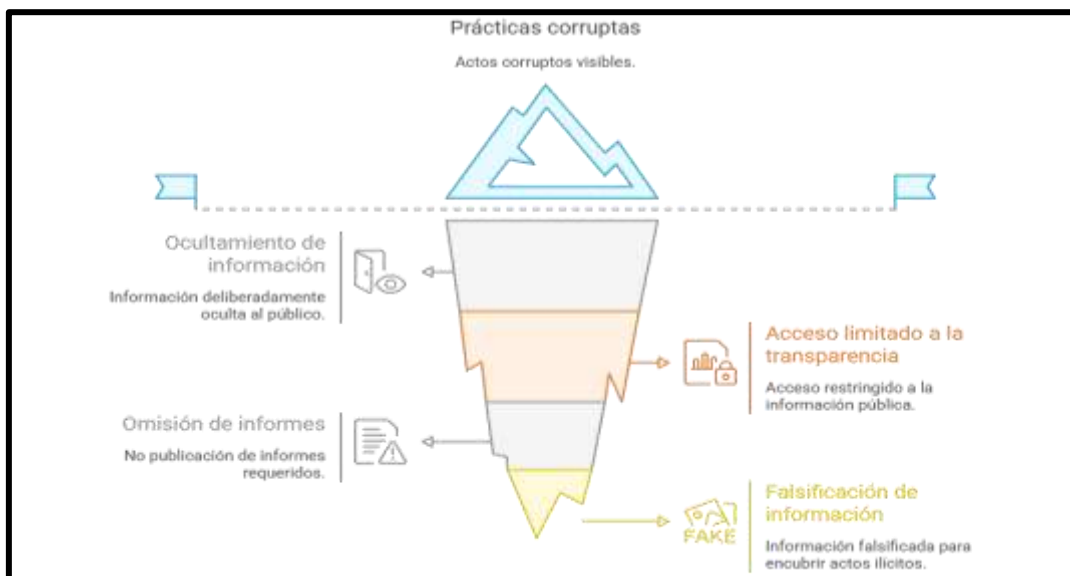 Prácticas corruptas
Actos corruptos visibles.
Ocultamiento de
información
Información deliberadamente
oculta al público.
Acceso limitado a la
transparencia
Acceso restringido a la
información pública.
Omisión de informes
No publicación de informes
requeridos.
Falsificación de
información
FAKE
Información falsificada para
encubrir actos ilícitos.